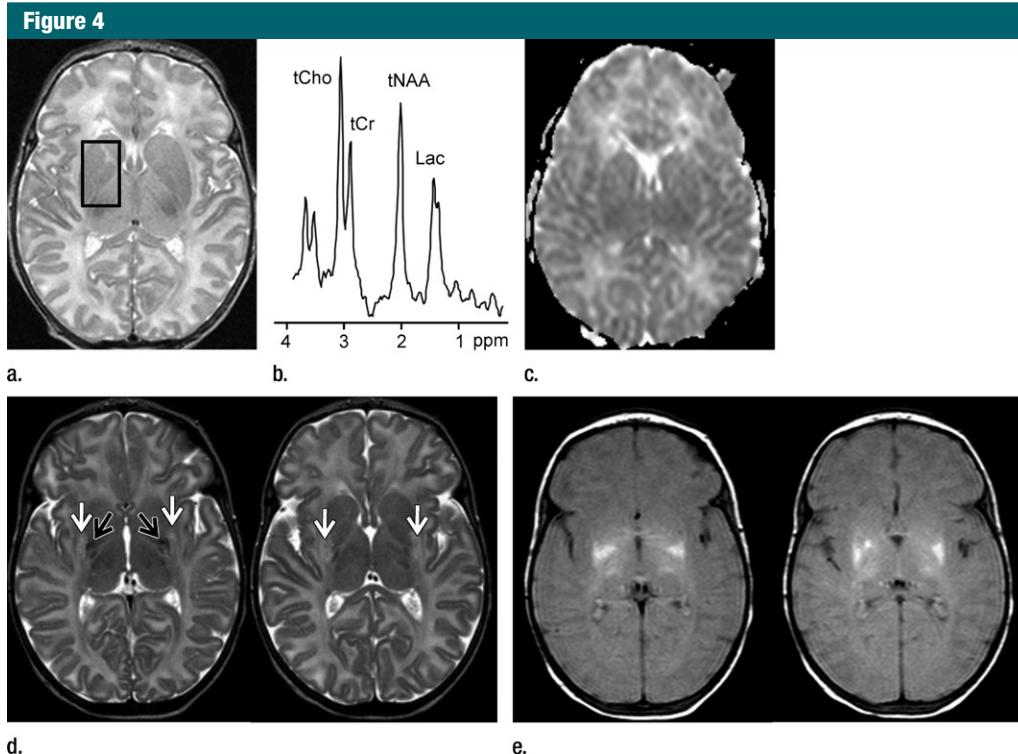 Figure 4
tCho
tNAA
tCr
Lac
4 3 2 1 ppm
a. b. c.
d. e.